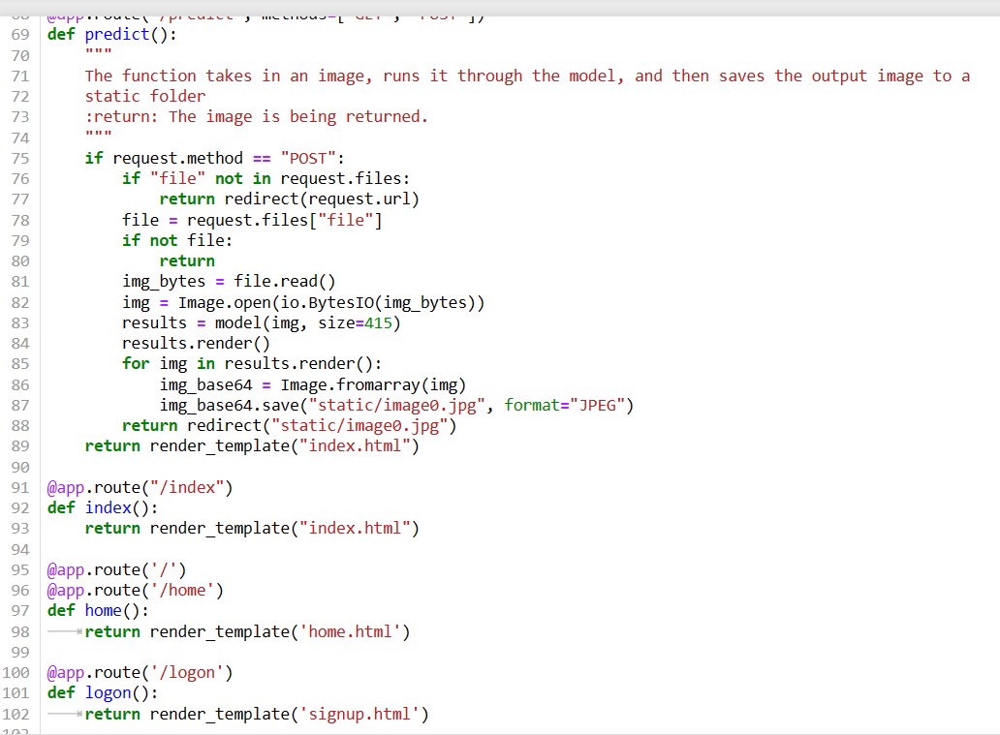 @app.route("/predict", methods=["GET", "POST"])
69 def predict():
70 """
71 The function takes in an image, runs it through the model, and then saves the output image to a
72 static folder
73 :return: The image is being returned.
74 """
75 if request.method == "POST":
76 if "file" not in request.files:
77 return redirect(request.url)
78 file = request.files["file"]
79 if not file:
80 return
81 img_bytes = file.read()
82 img = Image.open(io.BytesIO(img_bytes))
83 results = model(img, size=415)
84 results.render()
85 for img in results.render():
86 img_base64 = Image.fromarray(img)
87 img_base64.save("static/image0.jpg", format="JPEG")
88 return redirect("static/image0.jpg")
89 return render_template("index.html")
90
91 @app.route("/index")
92 def index():
93 return render_template("index.html")
94
95 @app.route('/')
96 @app.route('/home')
97 def home():
98 return render_template('home.html')
99
100 @app.route('/logon')
101 def logon():
102 return render_template('signup.html')